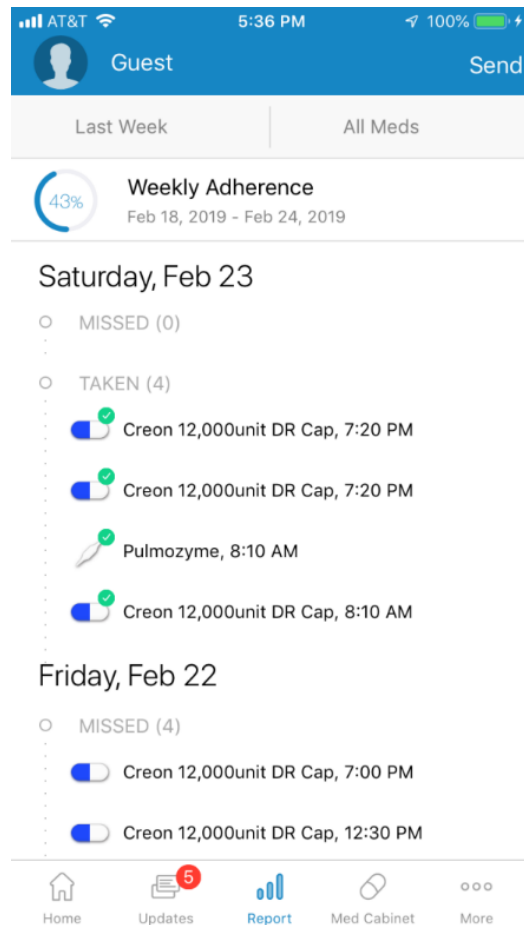 AT&T 5:36 PM 100%
Guest Send
Last Week All Meds
43% Weekly Adherence
Feb 18, 2019 - Feb 24, 2019
Saturday, Feb 23
MISSED (0)
TAKEN (4)
Creon 12,000unit DR Cap, 7:20 PM
Creon 12,000unit DR Cap, 7:20 PM
Pulmozyme, 8:10 AM
Creon 12,000unit DR Cap, 8:10 AM
Friday, Feb 22
MISSED (4)
Creon 12,000unit DR Cap, 7:00 PM
Creon 12,000unit DR Cap, 12:30 PM
5
Home Updates Report Med Cabinet More